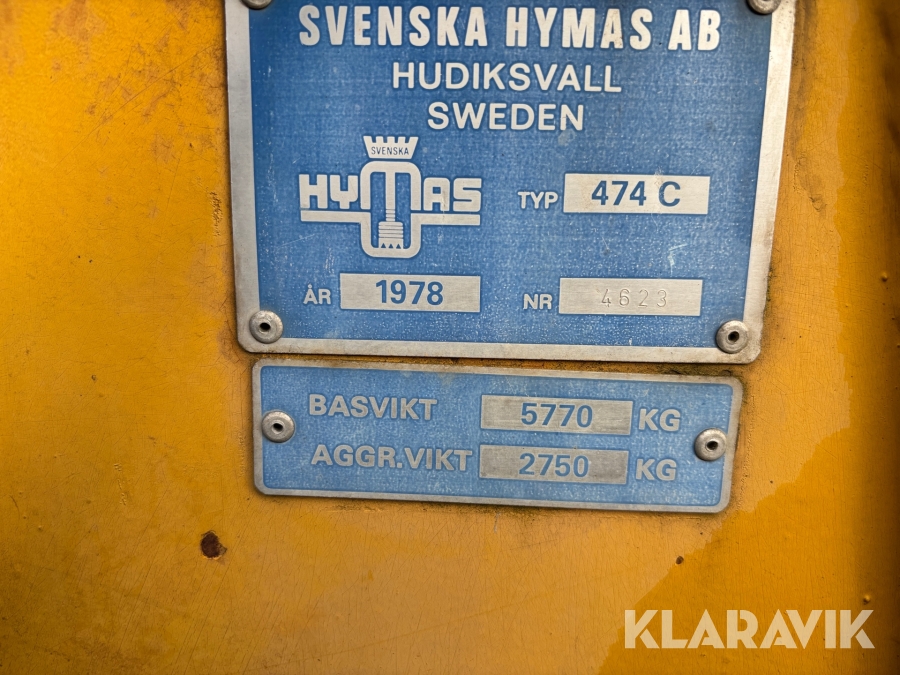 SVENSKA HYMAS AB
HUDIKSVALL
SWEDEN
SVENSKA
HYMAS
TYP 474 C
ÅR 1978 NR 4623
BASVIKT 5770 KG
AGGR.VIKT 2750 KG
KLARAVIK